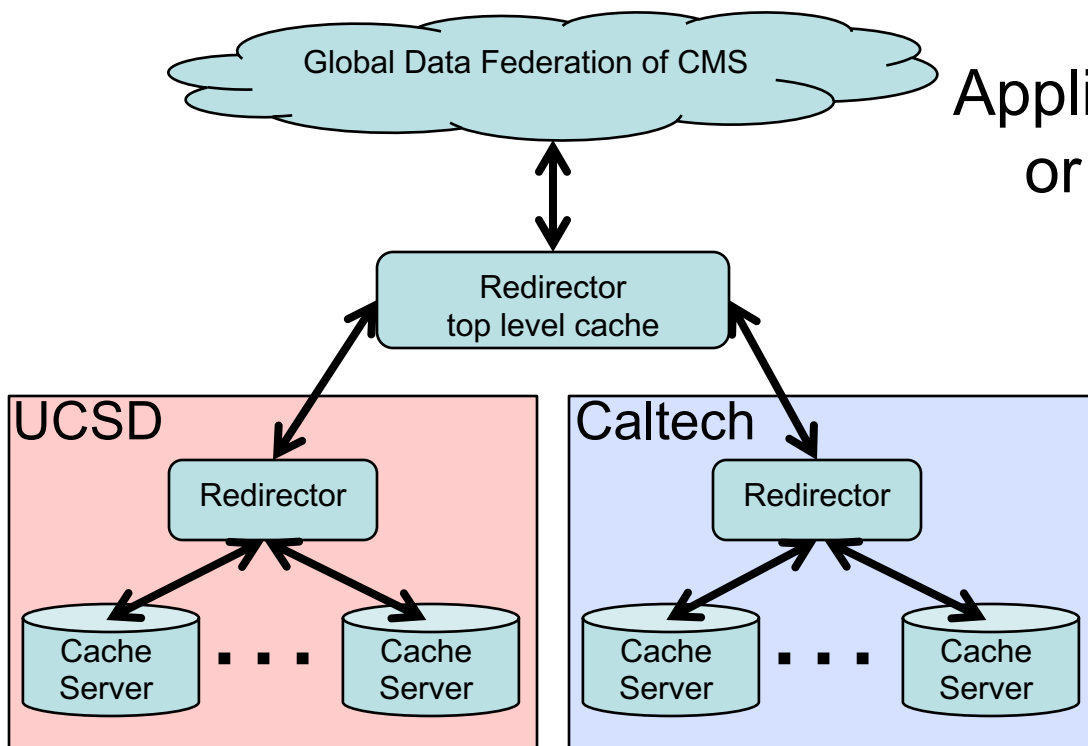 Global Data Federation of CMS
Appli
or
Redirector
top level cache
UCSD
Caltech
Redirector
Redirector
Cache
Server
. . .
Cache
Server
Cache
Server
. . .
Cache
Server